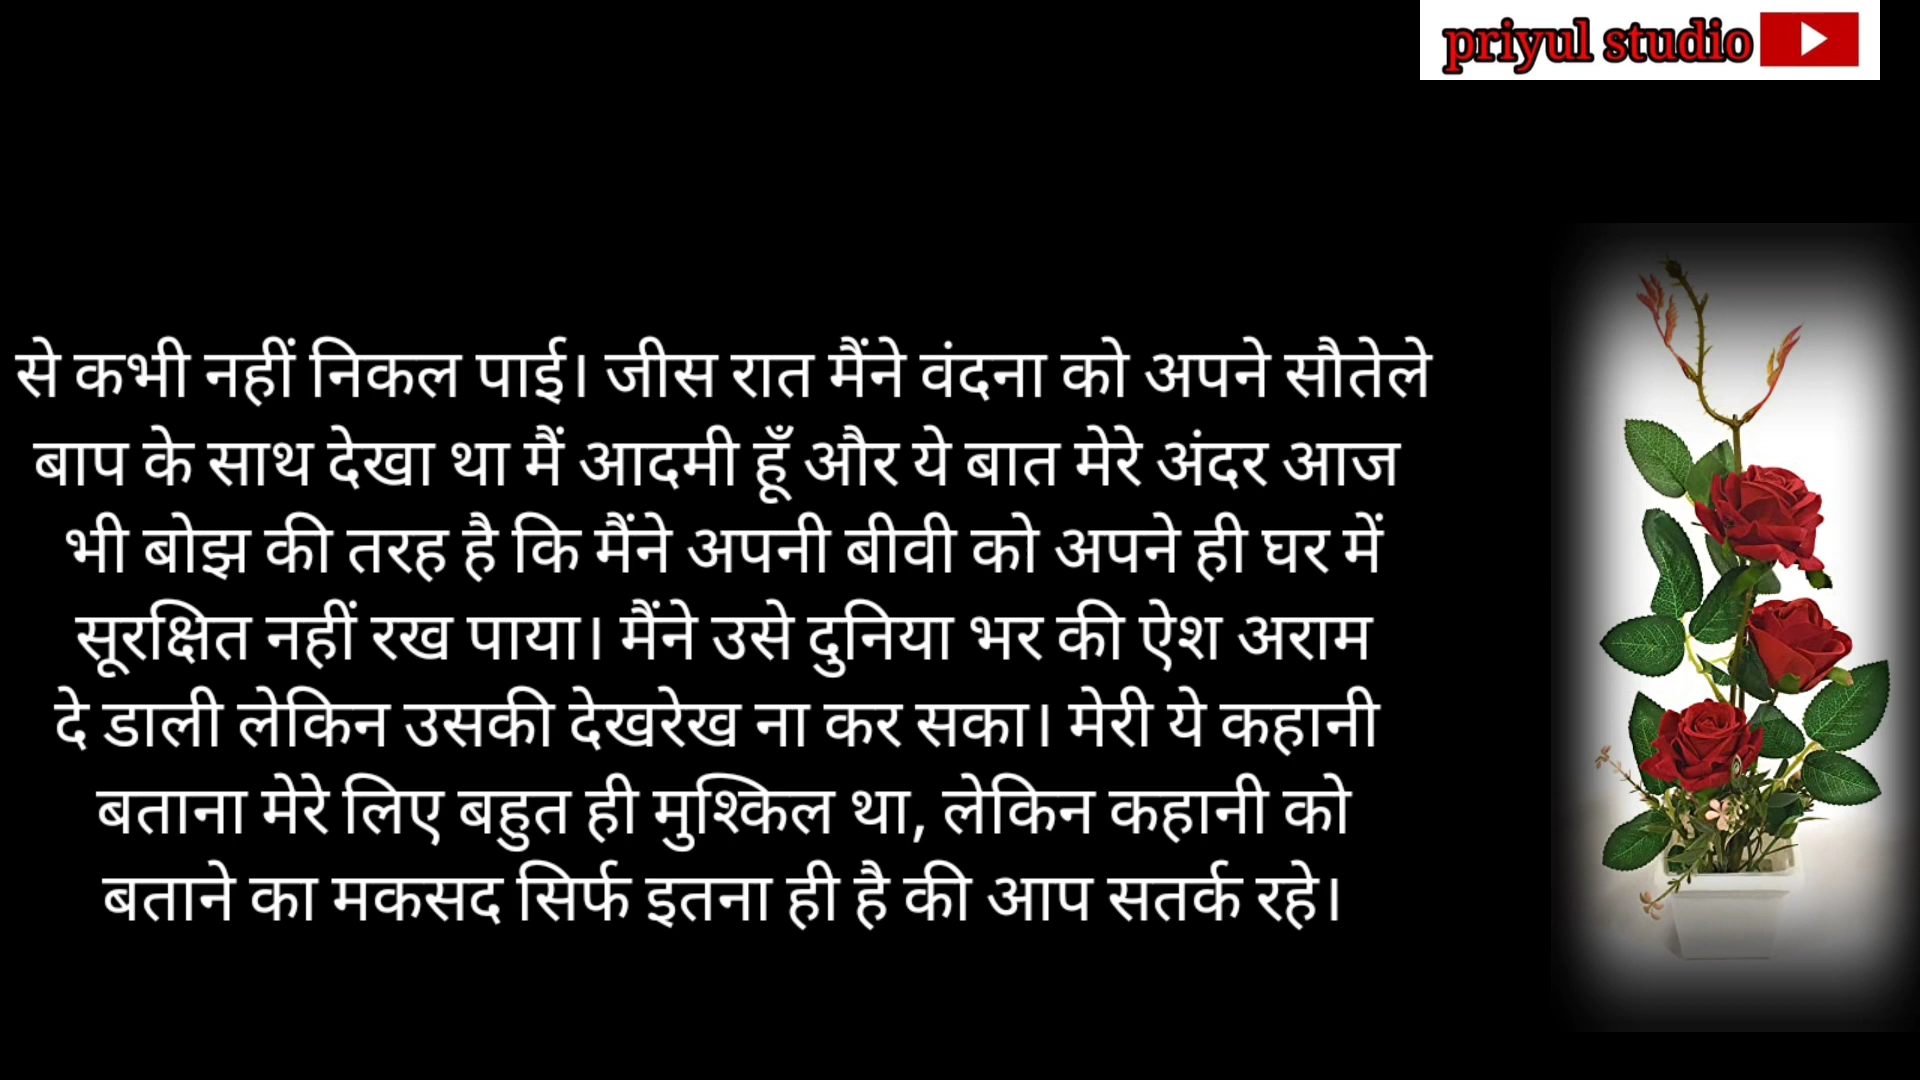 priyul studio
से कभी नहीं निकल पाई। जीस रात मैंने वंदना को अपने सौतेले
बाप के साथ देखा था मैं आदमी हूँ और ये बात मेरे अंदर आज
भी बोझ की तरह है कि मैंने अपनी बीवी को अपने ही घर में
सूरक्षित नहीं रख पाया। मैंने उसे दुनिया भर की ऐश अराम
दे डाली लेकिन उसकी देखरेख ना कर सका। मेरी ये कहानी
बताना मेरे लिए बहुत ही मुश्किल था, लेकिन कहानी को
बताने का मकसद सिर्फ इतना ही है की आप सतर्क रहे।